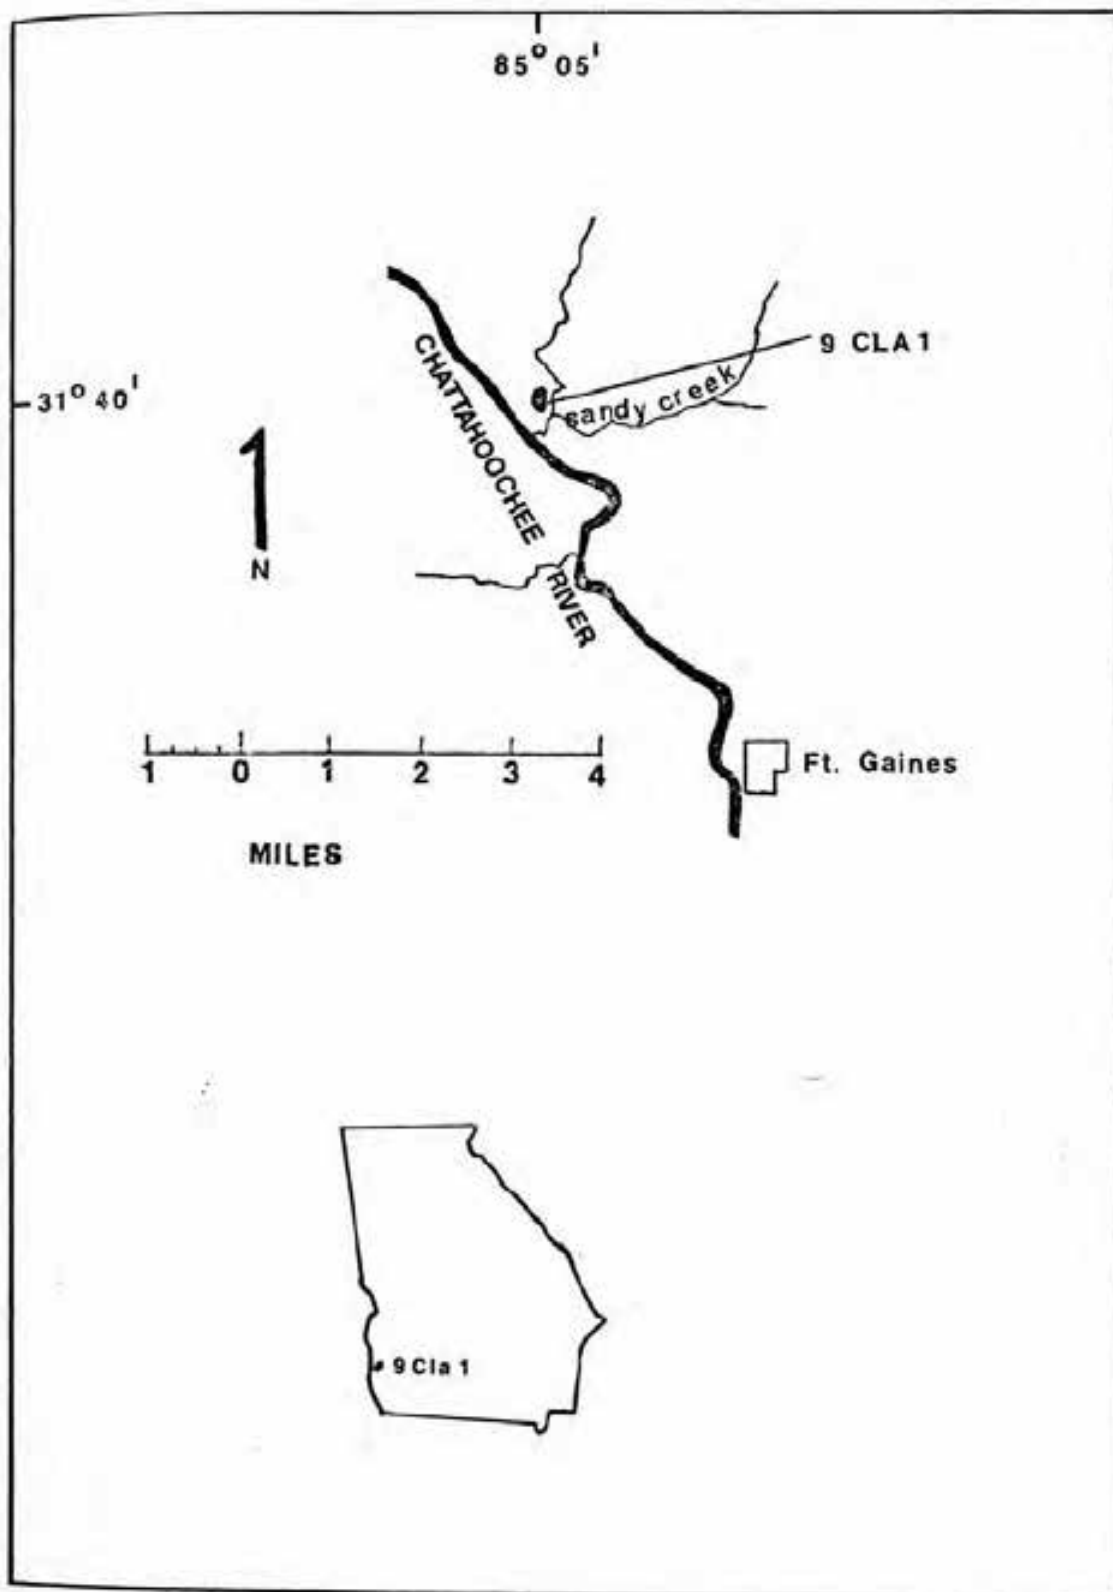 85° 05'
9 CLA 1
31° 40'
sandy creek
CHATTAHOOCHEE
RIVER
N
1 0 1 2 3 4
Ft. Gaines
MILES
9 Cla 1